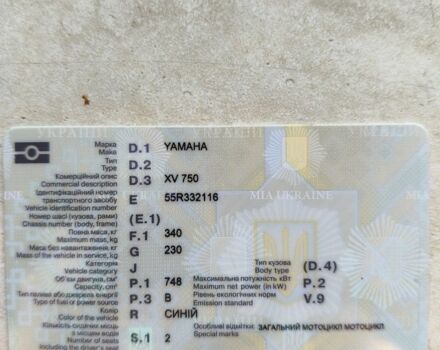 УКРАЇНИ
MIA UKRAINE
Марка
Make D.1 YAMAHA
Тип
Type D.2
Комерційний опис
Commercial description D.3 XV 750
Ідентифікаційний номер
транспортного засобу E 55R332116
Vehicle identification number
Номер шасі (кузова, рами)
Chassis number (body, frame) (E.1)
Повна маса, кг
Maximum mass, kg F.1 340
Маса без навантаження, кг
Mass of the vehicle in service, kg G 230
Категорія
Vehicle category J
Тип кузова
Body type (D.4)
Об'єм двигуна, см³
Capacity, cm³ P.1 748
Максимальна потужність кВт
Maximum net power (in kW) P.2
Тип палива або джерела енергії
Type of fuel or power source P.3 B
Рівень екологічних норм
Emission standard V.9
Колір
Color of the vehicle R СИНІЙ
Кількість сидячих місць
з місцем водія
Number of seats
including the driver's seat S.1 2
Особливі відмітки
Special marks ЗАГАЛЬНИЙ МОТОЦИКЛ МОТОЦИКЛ